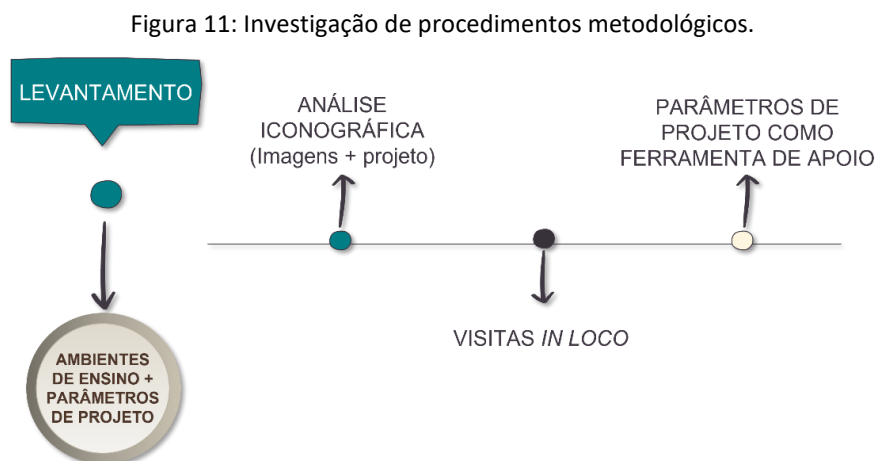 Figura 11: Investigação de procedimentos metodológicos.
LEVANTAMENTO
ANÁLISE
ICONOGRÁFICA
(Imagens + projeto)
PARÂMETROS DE
PROJETO COMO
FERRAMENTA DE APOIO
VISITAS IN LOCO
AMBIENTES
DE ENSINO +
PARÂMETROS
DE PROJETO